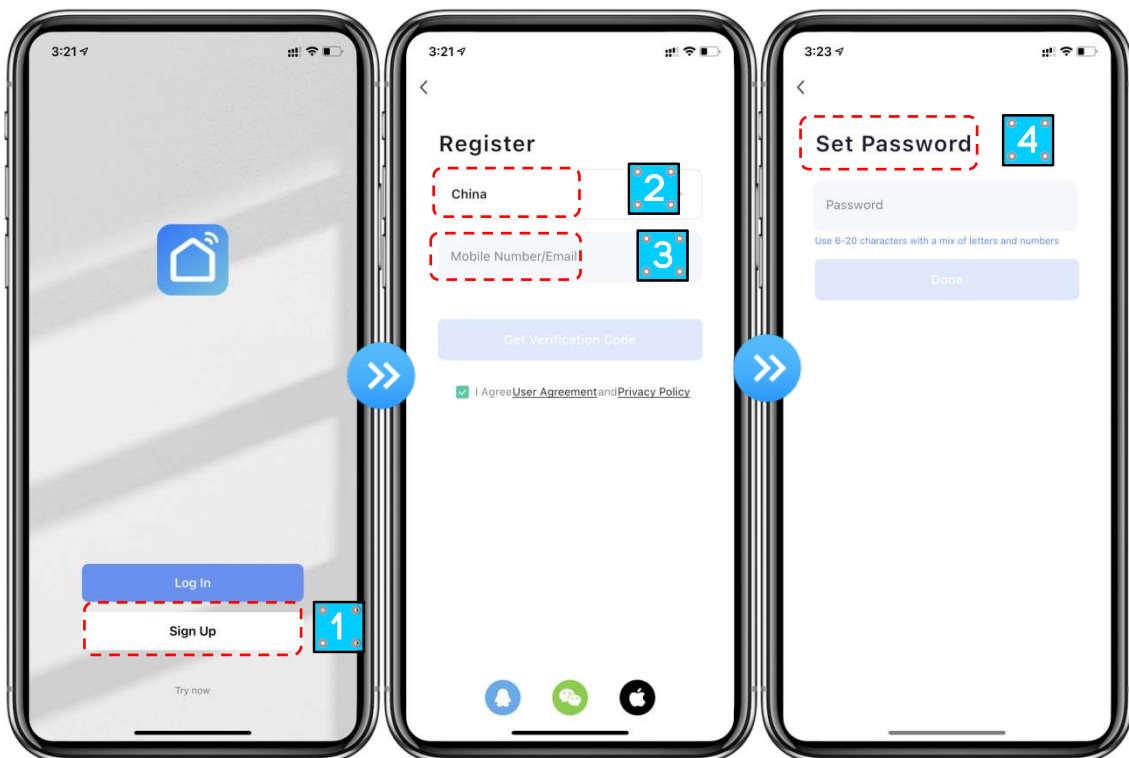 3:21
Log In
Sign Up
1
Try now
3:21
Register
China
2
Mobile Number/Email
3
Get Verification Code
I Agree User Agreement and Privacy Policy
3:23
Set Password
4
Password
Use 6-20 characters with a mix of letters and numbers
Done